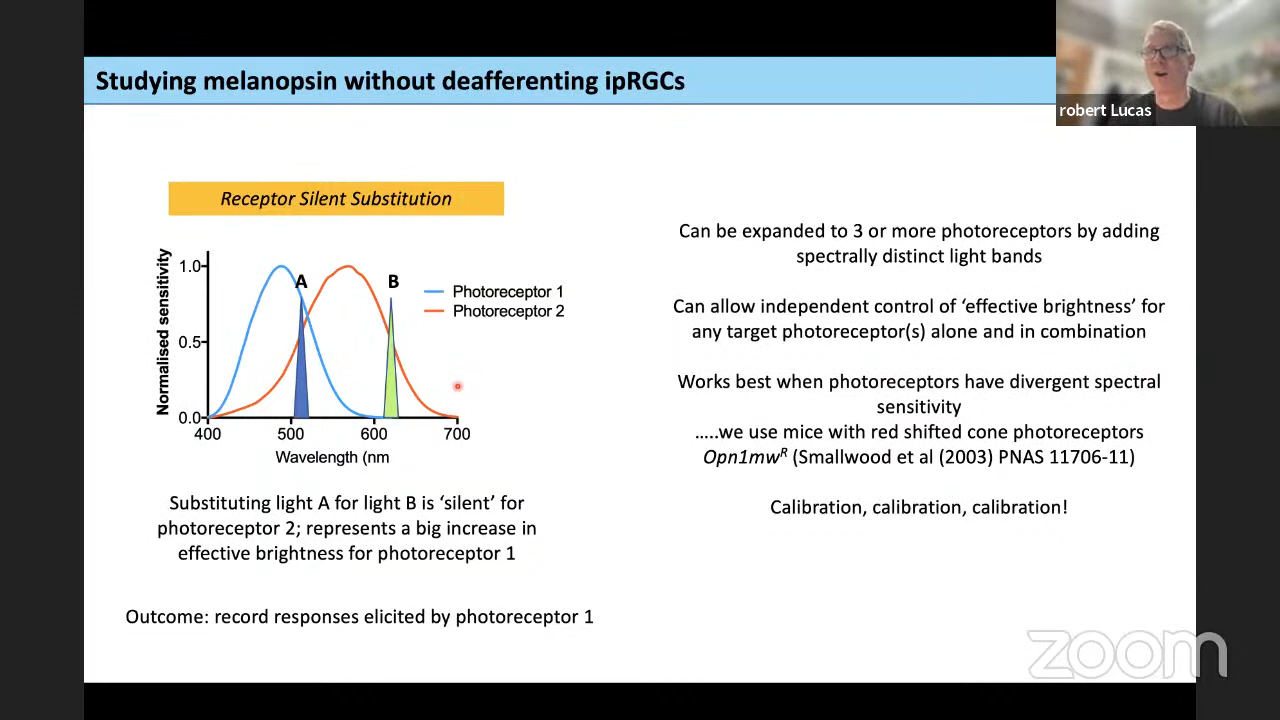 Studying melanopsin without deafferenting ipRGCs
robert Lucas
Receptor Silent Substitution
Normalised sensitivity
1.0
0.5
0.0
400
500
600
700
Wavelength (nm
A
B
Photoreceptor 1
Photoreceptor 2
Substituting light A for light B is ‘silent’ for
photoreceptor 2; represents a big increase in
effective brightness for photoreceptor 1
Outcome: record responses elicited by photoreceptor 1
Can be expanded to 3 or more photoreceptors by adding
spectrally distinct light bands
Can allow independent control of ‘effective brightness’ for
any target photoreceptor(s) alone and in combination
Works best when photoreceptors have divergent spectral
sensitivity
…..we use mice with red shifted cone photoreceptors
Opn1mwᴿ (Smallwood et al (2003) PNAS 11706-11)
Calibration, calibration, calibration!
zoom